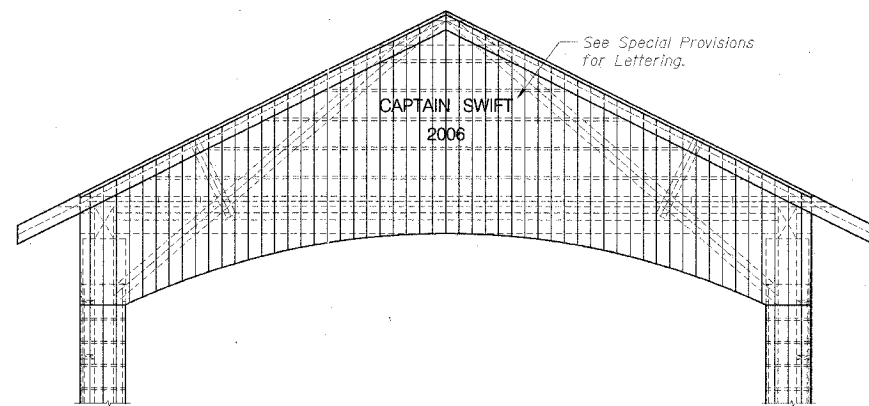 See Special Provisions
for Lettering.
CAPTAIN SWIFT
2006